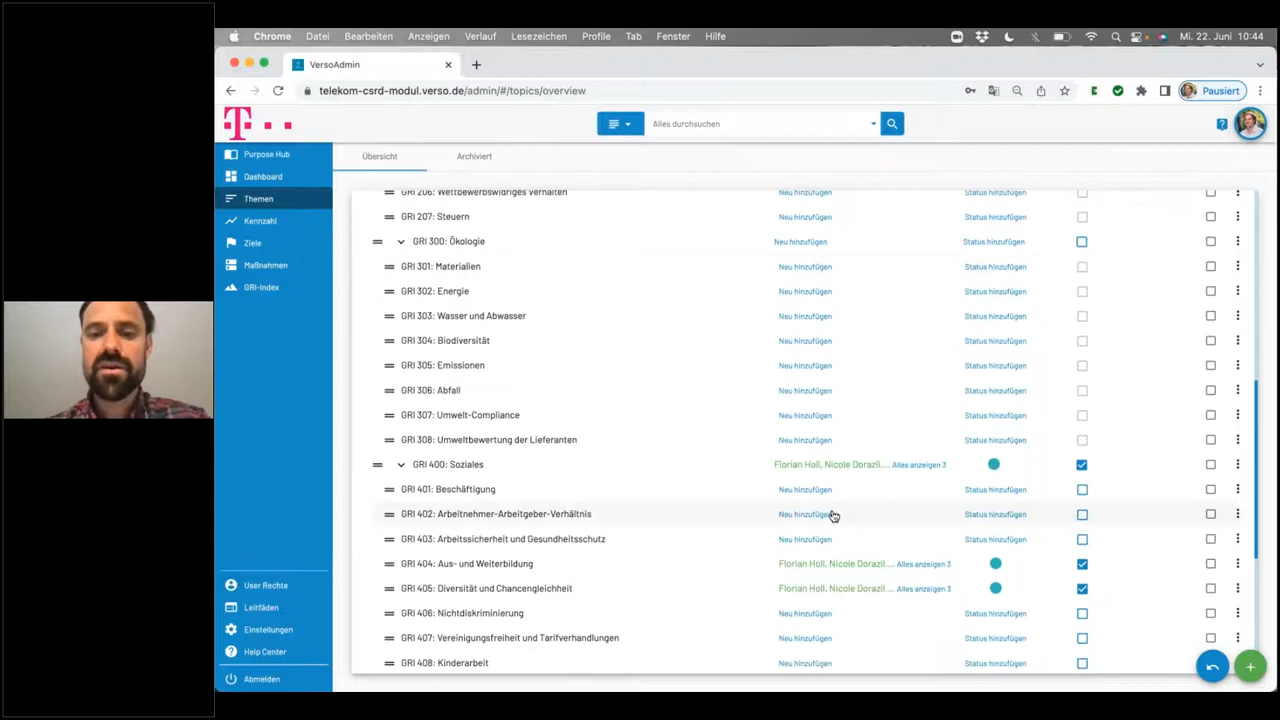 Chrome Datei Bearbeiten Anzeigen Verlauf Lesezeichen Profile Tab Fenster Hilfe Mi. 22. Juni 10:44
VersoAdmin
telekom-csrd-modul.verso.de/admin/#/topics/overview Pausiert
T
Alles durchsuchen
Purpose Hub
Dashboard
Themen
Kennzahl
Ziele
Maßnahmen
GRI-Index
User Rechte
Leitfäden
Einstellungen
Help Center
Abmelden
Übersicht Archiviert
GRI 206: Wettbewerbswidriges Verhalten Neu hinzufügen Status hinzufügen
GRI 207: Steuern Neu hinzufügen Status hinzufügen
GRI 300: Ökologie Neu hinzufügen Status hinzufügen
GRI 301: Materialien Neu hinzufügen Status hinzufügen
GRI 302: Energie Neu hinzufügen Status hinzufügen
GRI 303: Wasser und Abwasser Neu hinzufügen Status hinzufügen
GRI 304: Biodiversität Neu hinzufügen Status hinzufügen
GRI 305: Emissionen Neu hinzufügen Status hinzufügen
GRI 306: Abfall Neu hinzufügen Status hinzufügen
GRI 307: Umwelt-Compliance Neu hinzufügen Status hinzufügen
GRI 308: Umweltbewertung der Lieferanten Neu hinzufügen Status hinzufügen
GRI 400: Soziales Florian Holl, Nicole Dorazil,... Alles anzeigen 3
GRI 401: Beschäftigung Neu hinzufügen Status hinzufügen
GRI 402: Arbeitnehmer-Arbeitgeber-Verhältnis Neu hinzufügen Status hinzufügen
GRI 403: Arbeitssicherheit und Gesundheitsschutz Neu hinzufügen Status hinzufügen
GRI 404: Aus- und Weiterbildung Florian Holl, Nicole Dorazil,... Alles anzeigen 3
GRI 405: Diversität und Chancengleichheit Florian Holl, Nicole Dorazil,... Alles anzeigen 3
GRI 406: Nichtdiskriminierung Neu hinzufügen Status hinzufügen
GRI 407: Vereinigungsfreiheit und Tarifverhandlungen Neu hinzufügen Status hinzufügen
GRI 408: Kinderarbeit Neu hinzufügen Status hinzufügen